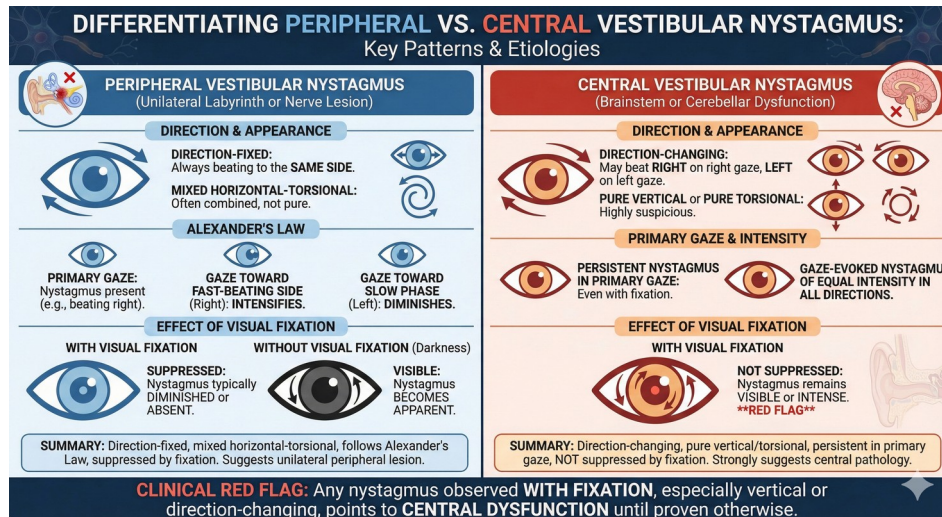 DIFFERENTIATING PERIPHERAL VS. CENTRAL VESTIBULAR NYSTAGMUS:
Key Patterns & Etiologies
PERIPHERAL VESTIBULAR NYSTAGMUS
(Unilateral Labyrinth or Nerve Lesion)
DIRECTION & APPEARANCE
DIRECTION-FIXED:
Always beating to the SAME SIDE.
MIXED HORIZONTAL-TORSIONAL:
Often combined, not pure.
ALEXANDER'S LAW
PRIMARY GAZE:
Nystagmus present
(e.g., beating right).
GAZE TOWARD
FAST-BEATING SIDE
(Right): INTENSIFIES.
GAZE TOWARD
SLOW PHASE
(Left): DIMINISHES.
EFFECT OF VISUAL FIXATION
WITH VISUAL FIXATION
SUPPRESSED:
Nystagmus typically
DIMINISHED or
ABSENT.
WITHOUT VISUAL FIXATION (Darkness)
VISIBLE:
Nystagmus
BECOMES
APPARENT.
SUMMARY: Direction-fixed, mixed horizontal-torsional, follows Alexander's
Law, suppressed by fixation. Suggests unilateral peripheral lesion.
CENTRAL VESTIBULAR NYSTAGMUS
(Brainstem or Cerebellar Dysfunction)
DIRECTION & APPEARANCE
DIRECTION-CHANGING:
May beat RIGHT on right gaze, LEFT
on left gaze.
PURE VERTICAL or PURE TORSIONAL:
Highly suspicious.
PRIMARY GAZE & INTENSITY
PERSISTENT NYSTAGMUS
IN PRIMARY GAZE:
Even with fixation.
GAZE-EVOKED NYSTAGMU
OF EQUAL INTENSITY IN
ALL DIRECTIONS.
EFFECT OF VISUAL FIXATION
WITH VISUAL FIXATION
NOT SUPPRESSED:
Nystagmus remains
VISIBLE or INTENSE.
**RED FLAG**
SUMMARY: Direction-changing, pure vertical/torsional, persistent in primary
gaze, NOT suppressed by fixation. Strongly suggests central pathology.
CLINICAL RED FLAG: Any nystagmus observed WITH FIXATION, especially vertical or
direction-changing, points to CENTRAL DYSFUNCTION until proven otherwise.